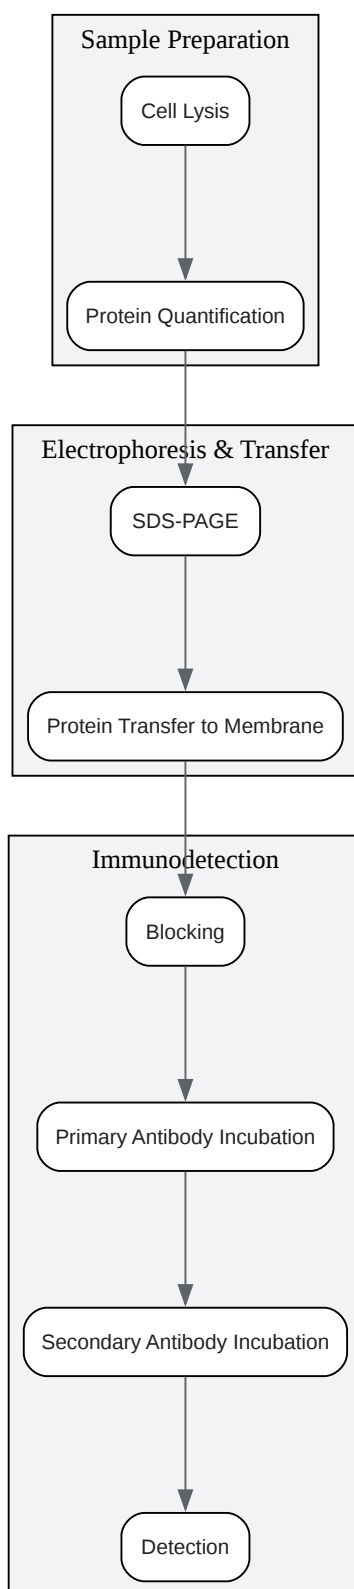 Sample Preparation
Cell Lysis
Protein Quantification
Electrophoresis & Transfer
SDS-PAGE
Protein Transfer to Membrane
Immunodetection
Blocking
Primary Antibody Incubation
Secondary Antibody Incubation
Detection